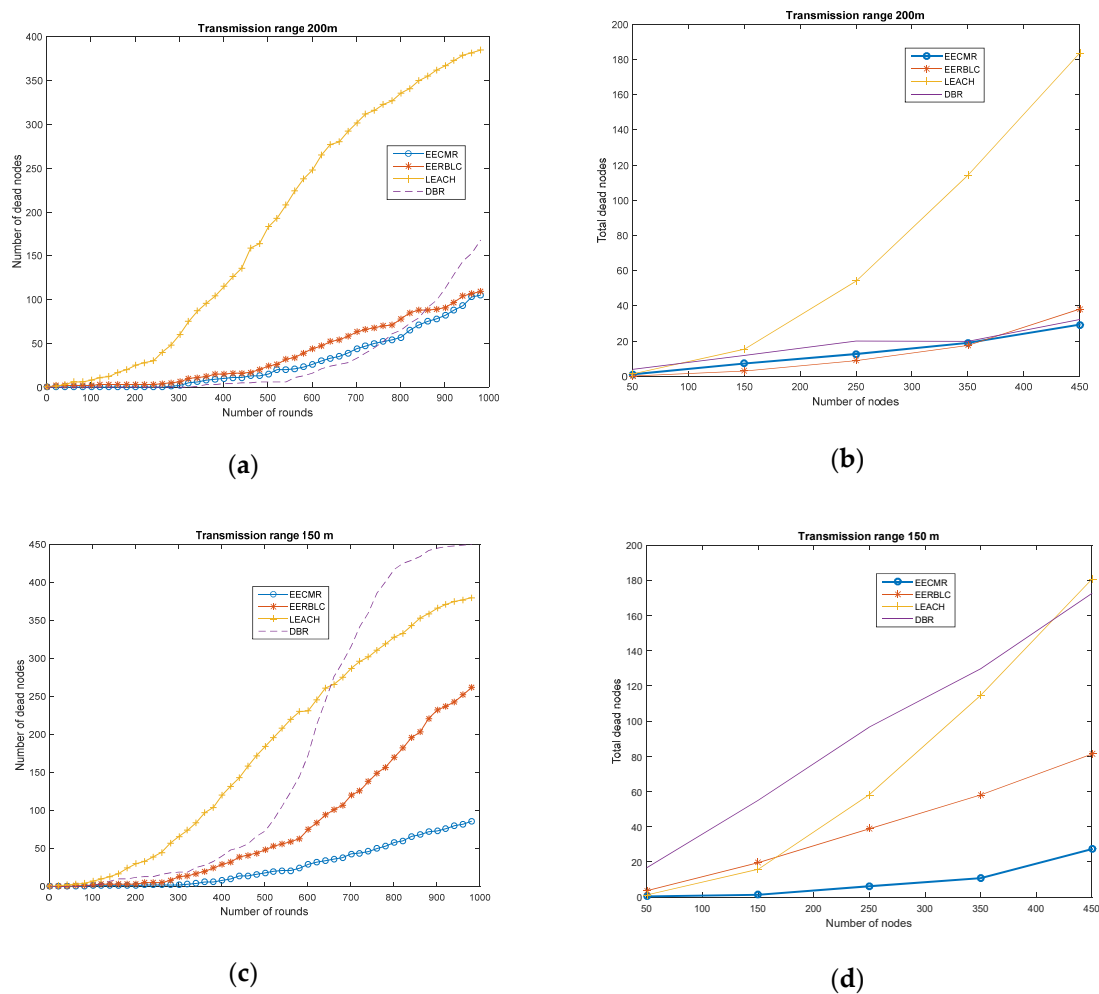 Transmission range 200m
Number of dead nodes
400
350
300
250
200
150
100
50
0
EECMR
EERBLC
LEACH
DBR
0 100 200 300 400 500 600 700 800 900 1000
Number of rounds
(a)
Transmission range 200m
Total dead nodes
200
180
160
140
120
100
80
60
40
20
0
EECMR
EERBLC
LEACH
DBR
50 100 150 200 250 300 350 400 450
Number of nodes
(b)
Transmission range 150 m
Number of dead nodes
450
400
350
300
250
200
150
100
50
0
EECMR
EERBLC
LEACH
DBR
0 100 200 300 400 500 600 700 800 900 1000
Number of rounds
(c)
Transmission range 150 m
Total dead nodes
200
180
160
140
120
100
80
60
40
20
0
EECMR
EERBLC
LEACH
DBR
50 100 150 200 250 300 350 400 450
Number of nodes
(d)